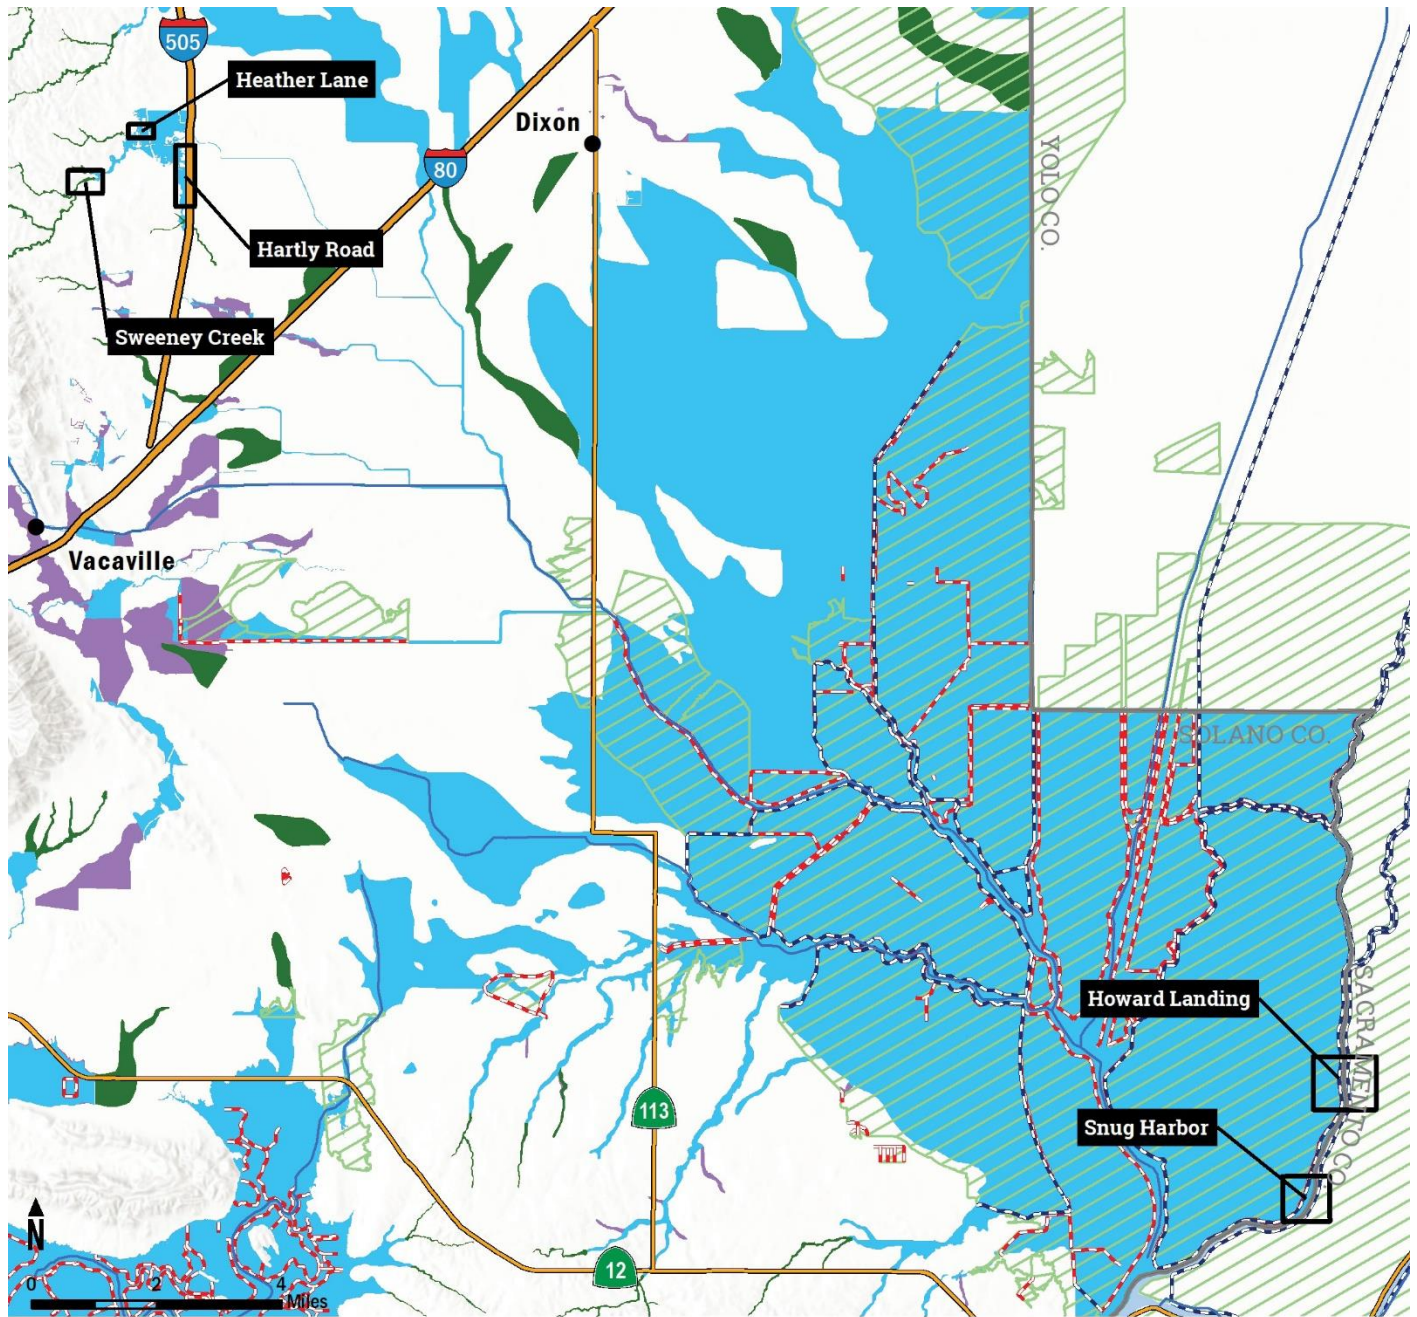 505
Heather Lane
Dixon
80
YOLO CO.
Hartly Road
Sweeney Creek
Vacaville
SOLANO CO.
Howard Landing
SACRAMENTO CO.
113
Snug Harbor
N
12
0 2 4
Miles